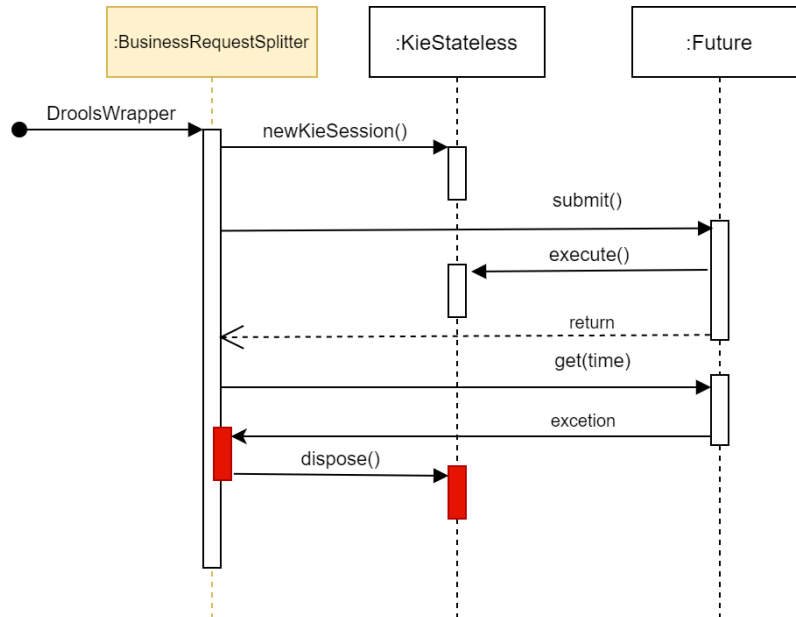 :BusinessRequestSplitter
:KieStateless
:Future
DroolsWrapper
newKieSession()
submit()
execute()
return
get(time)
excetion
dispose()